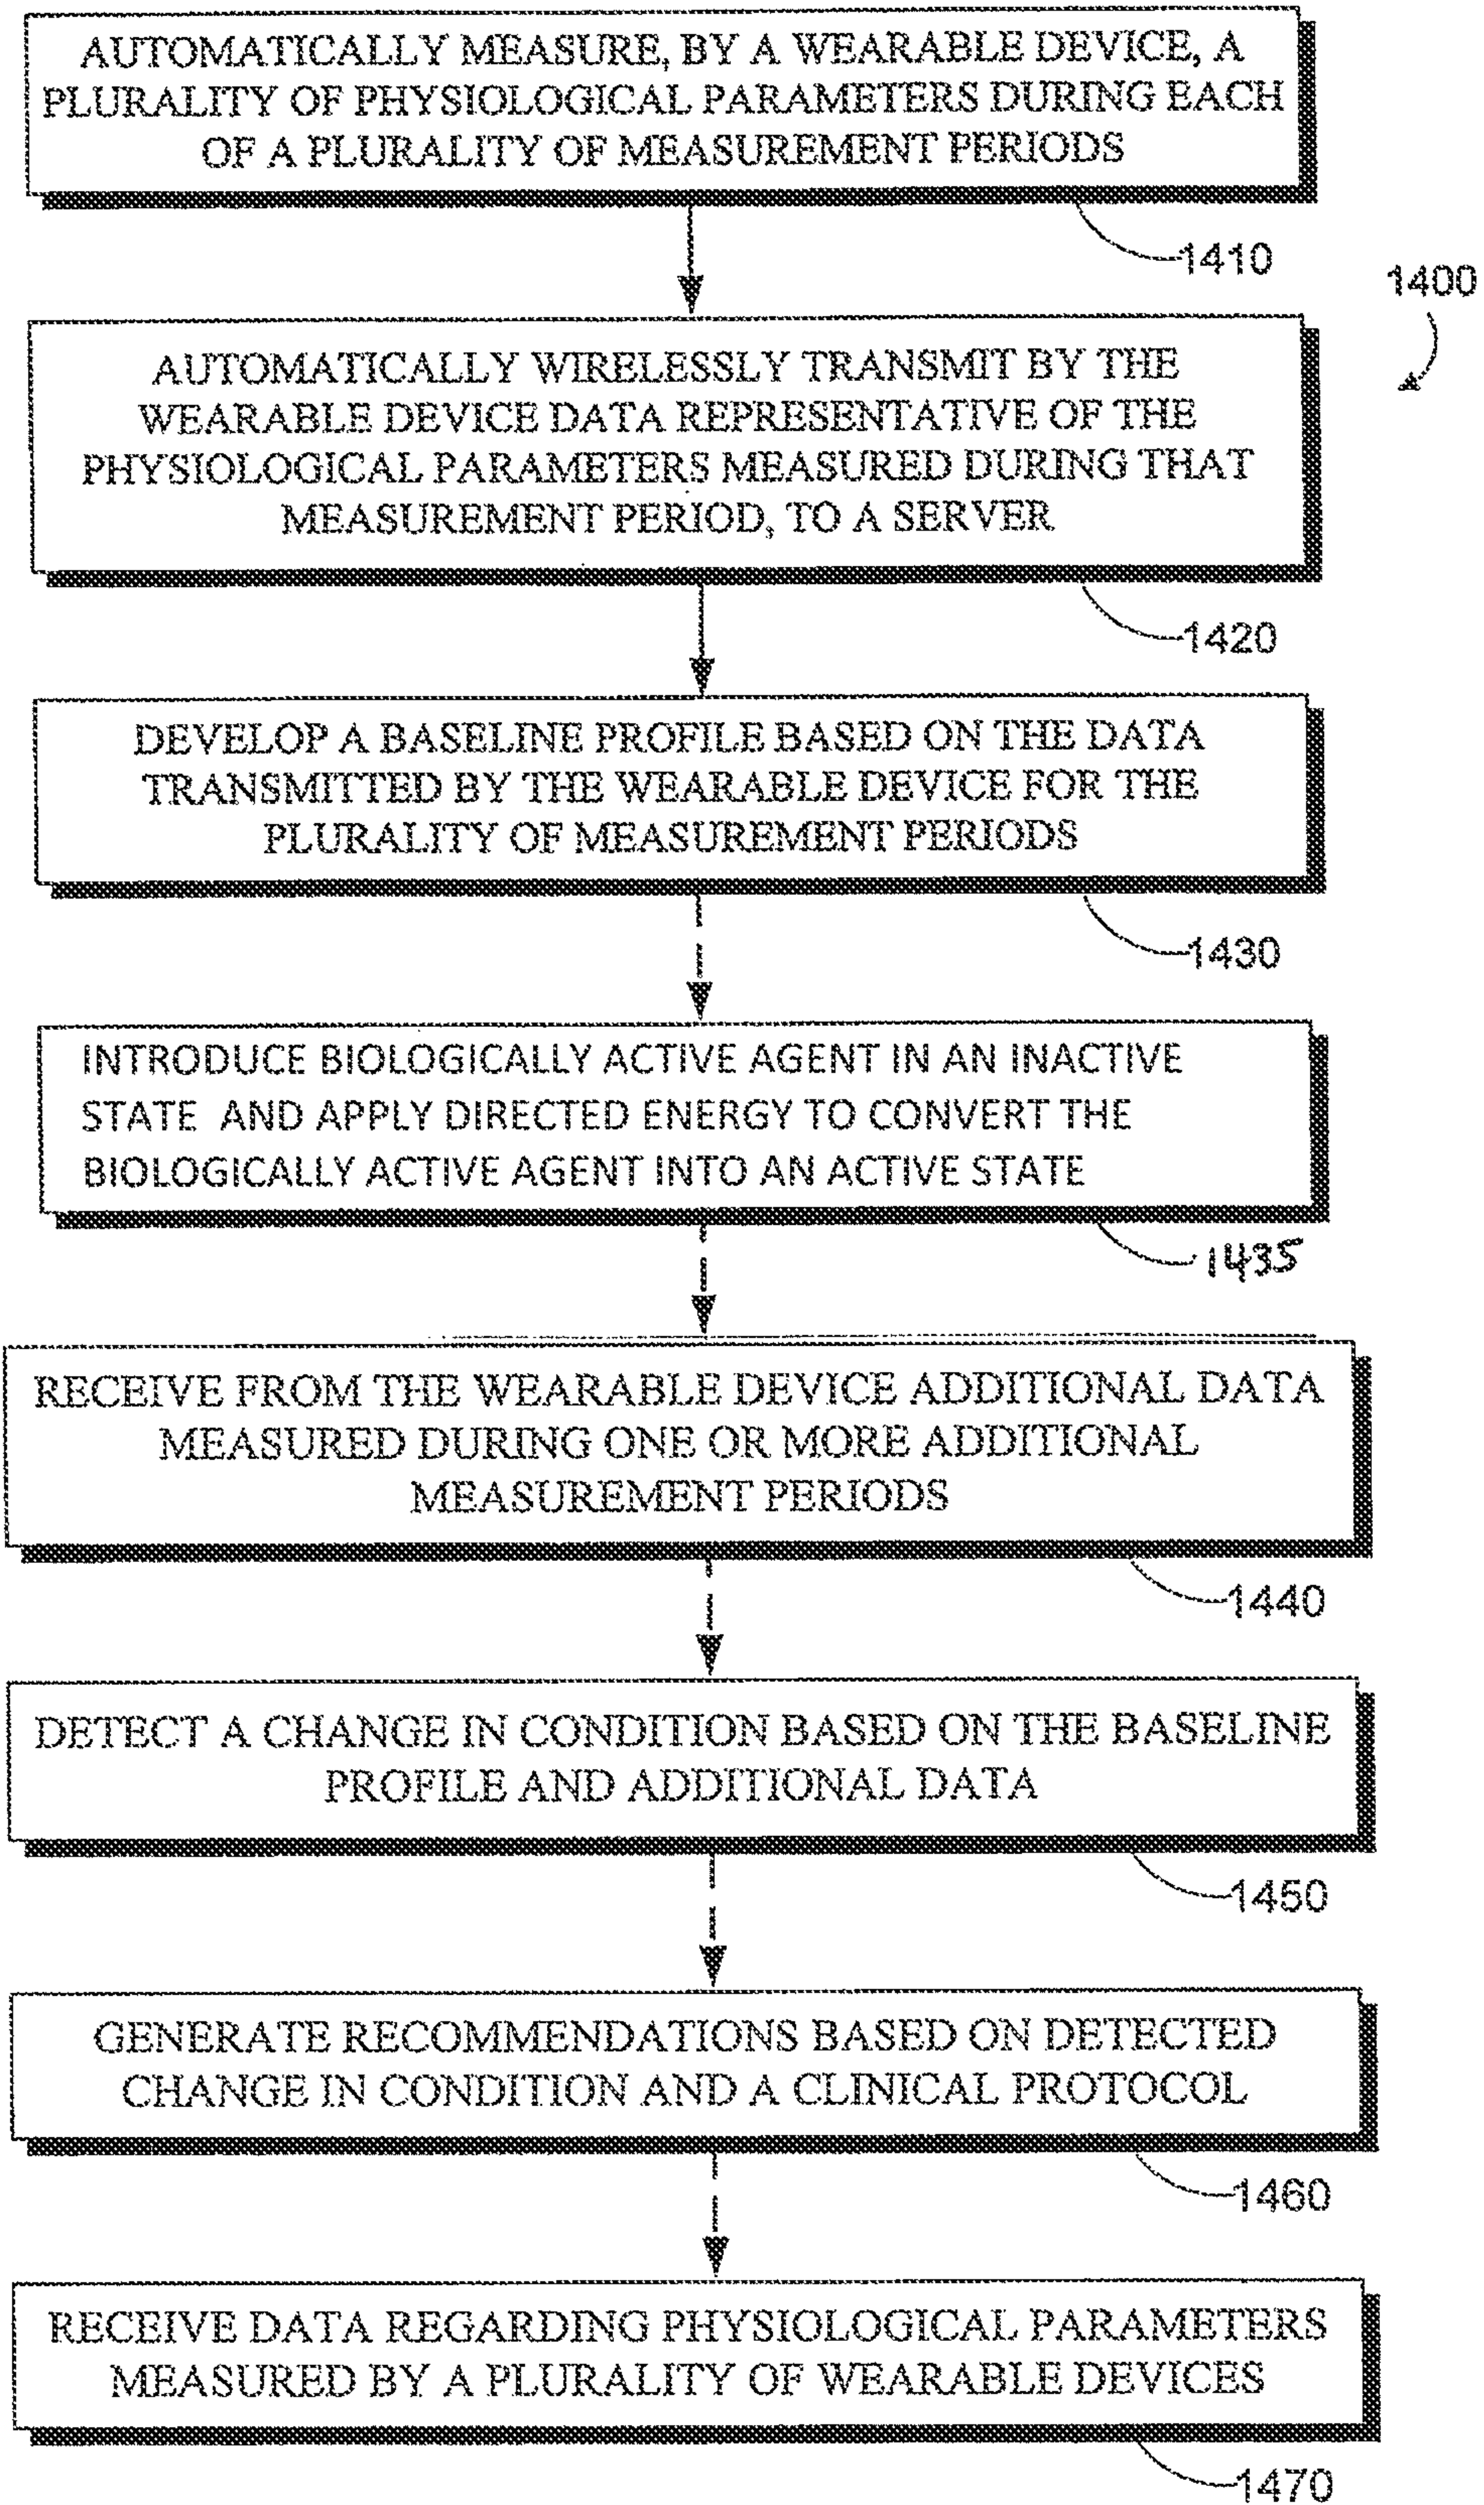 AUTOMATICALLY MEASURE, BY A WEARABLE DEVICE, A
PLURALITY OF PHYSIOLOGICAL PARAMETERS DURING EACH
OF A PLURALITY OF MEASUREMENT PERIODS
1410
1400
AUTOMATICALLY WIRELESSLY TRANSMIT BY THE
WEARABLE DEVICE DATA REPRESENTATIVE OF THE
PHYSIOLOGICAL PARAMETERS MEASURED DURING THAT
MEASUREMENT PERIOD, TO A SERVER
1420
DEVELOP A BASELINE PROFILE BASED ON THE DATA
TRANSMITTED BY THE WEARABLE DEVICE FOR THE
PLURALITY OF MEASUREMENT PERIODS
1430
INTRODUCE BIOLOGICALLY ACTIVE AGENT IN AN INACTIVE
STATE AND APPLY DIRECTED ENERGY TO CONVERT THE
BIOLOGICALLY ACTIVE AGENT INTO AN ACTIVE STATE
1435
RECEIVE FROM THE WEARABLE DEVICE ADDITIONAL DATA
MEASURED DURING ONE OR MORE ADDITIONAL
MEASUREMENT PERIODS
1440
DETECT A CHANGE IN CONDITION BASED ON THE BASELINE
PROFILE AND ADDITIONAL DATA
1450
GENERATE RECOMMENDATIONS BASED ON DETECTED
CHANGE IN CONDITION AND A CLINICAL PROTOCOL
1460
RECEIVE DATA REGARDING PHYSIOLOGICAL PARAMETERS
MEASURED BY A PLURALITY OF WEARABLE DEVICES
1470